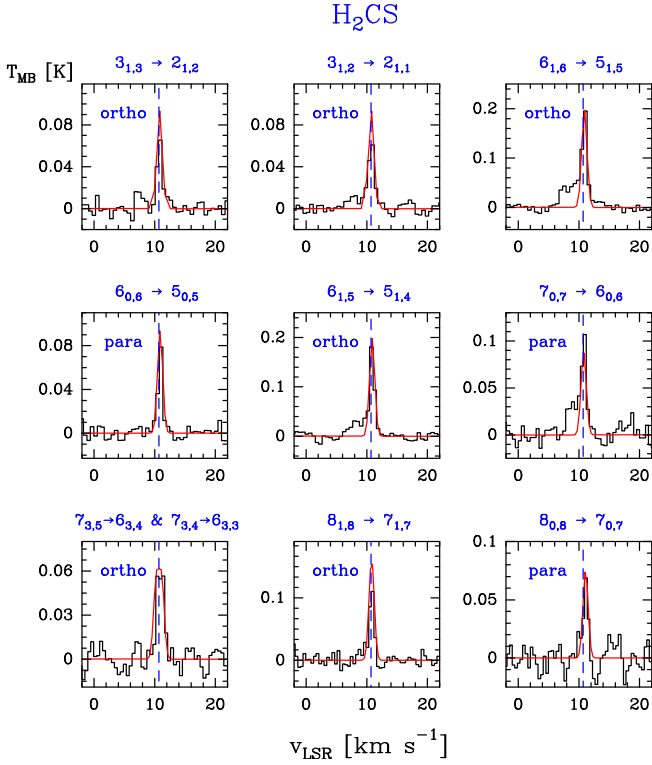 H₂CS
T_MB [K]
3₁,₃ → 2₁,₂ 3₁,₂ → 2₁,₁ 6₁,₆ → 5₁,₅
ortho ortho ortho
0.08 0.08 0.2
0.04 0.04 0.1
0 0 0
0 10 20 0 10 20 0 10 20
6₀,₆ → 5₀,₅ 6₁,₅ → 5₁,₄ 7₀,₇ → 6₀,₆
para ortho para
0.08 0.2 0.1
0.04 0.1 0.05
0 0 0
0 10 20 0 10 20 0 10 20
7₃,₅→6₃,₄ & 7₃,₄→6₃,₃ 8₁,₈ → 7₁,₇ 8₀,₈ → 7₀,₇
ortho ortho para
0.06 0.1 0.1
0.03 0.05
0 0 0
0 10 20 0 10 20 0 10 20
v_LSR [km s⁻¹]